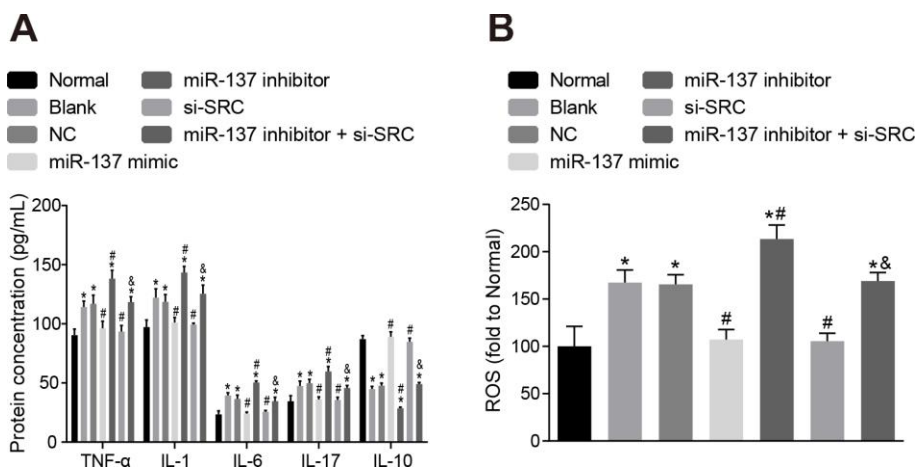 A
Normal miR-137 inhibitor
Blank si-SRC
NC miR-137 inhibitor + si-SRC
miR-137 mimic
Protein concentration (pg/mL)
200
150
100
50
0
* * # # * # & *
* * # # * # & *
* * # # * # & *
* * # # * # & *
* * # # * # & *
TNF-α IL-1 IL-6 IL-17 IL-10
B
Normal miR-137 inhibitor
Blank si-SRC
NC miR-137 inhibitor + si-SRC
miR-137 mimic
ROS (fold to Normal)
250
200
150
100
50
0
* * # *# # *&